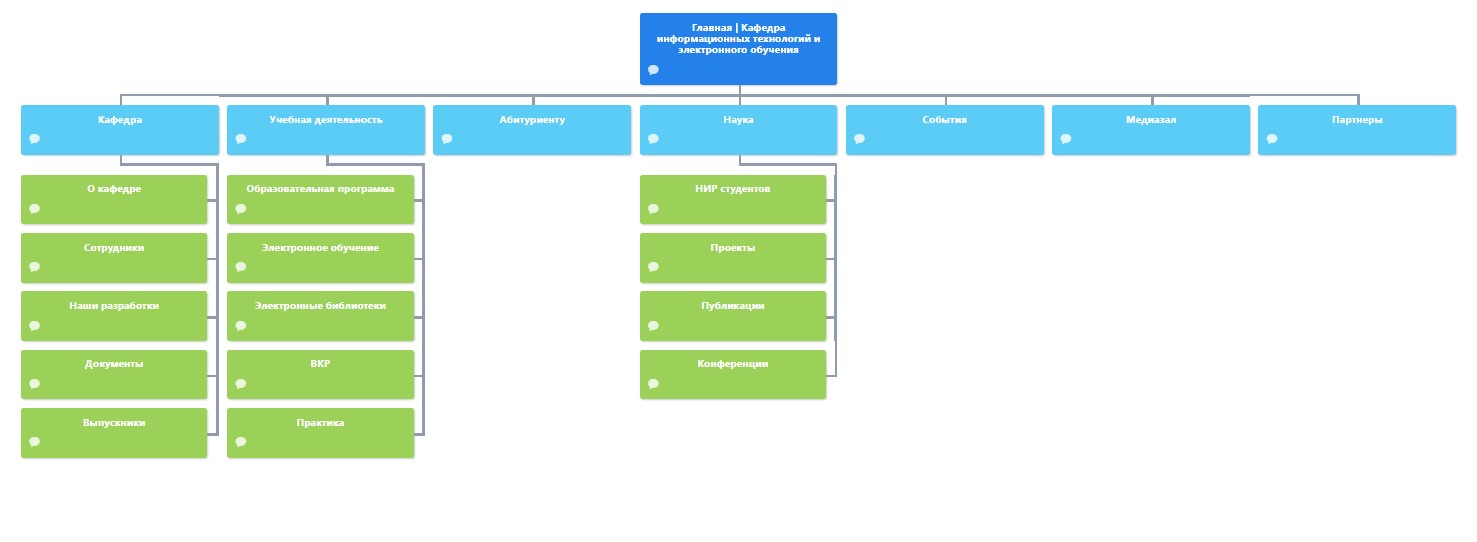 Главная | Кафедра
информационных технологий и
электронного обучения
Кафедра
Учебная деятельность
Абитуриенту
Наука
События
Медиазал
Партнеры
О кафедре
Образовательная программа
НИР студентов
Сотрудники
Электронное обучение
Проекты
Наши разработки
Электронные библиотеки
Публикации
Документы
ВКР
Конференции
Выпускники
Практика